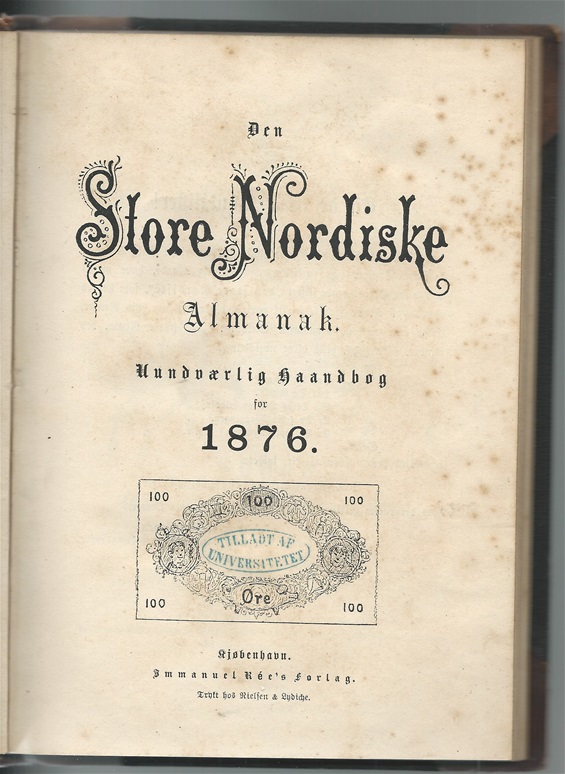 Den
Store Nordiske
Almanak.
Uundværlig Haandbog
for
1876.
100 100 100
TILLADT AF
UNIVERSITETET
100 Øre 100
Kjøbenhavn.
Immanuel Rée's Forlag.
Trykt hos Nielsen & Lydiche.